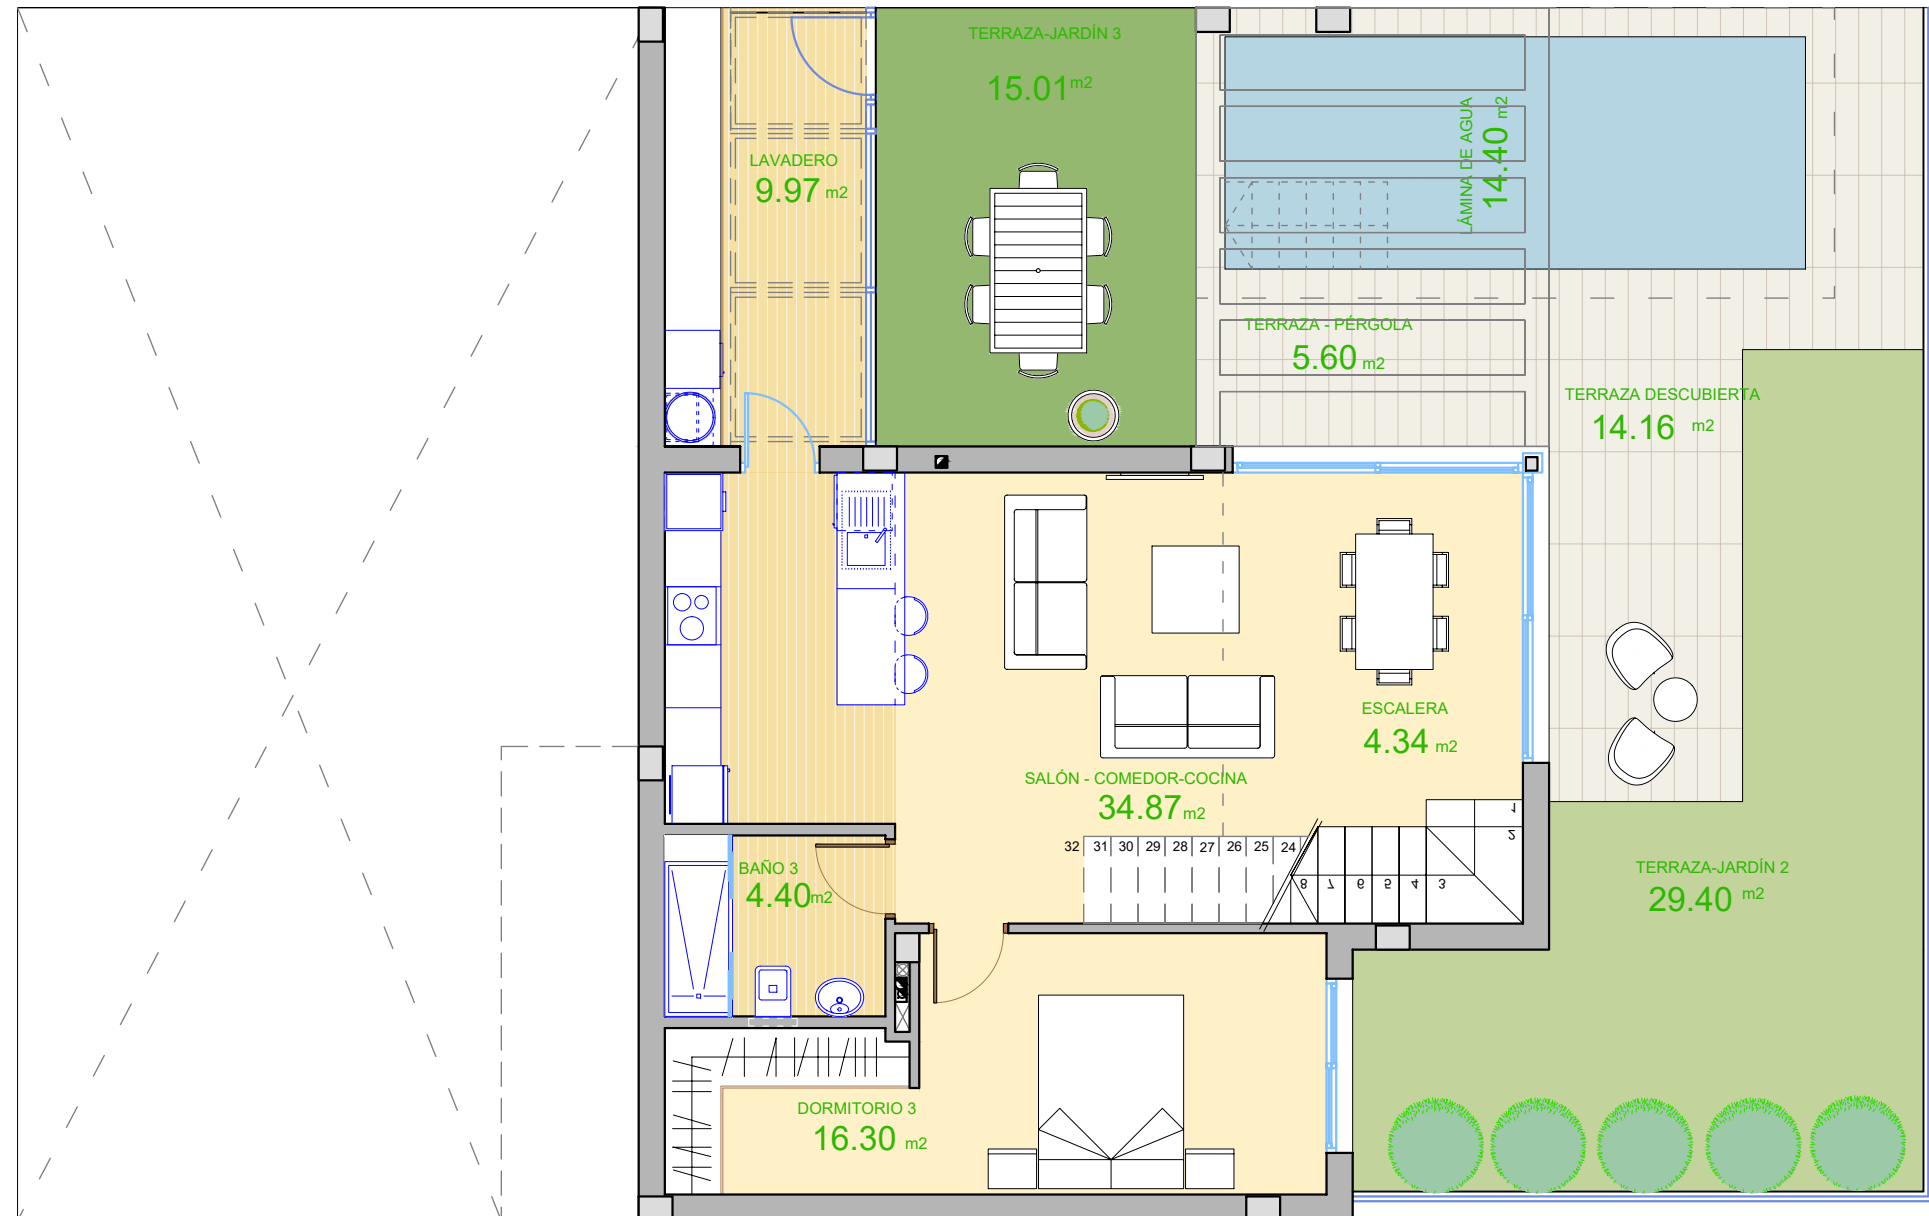 TERRAZA-JARDÍN 3
15.01 m2
LÁMINA DE AGUA
14.40 m2
LAVADERO
9.97 m2
TERRAZA - PÉRGOLA
5.60 m2
TERRAZA DESCUBIERTA
14.16 m2
ESCALERA
4.34 m2
SALÓN - COMEDOR-COCINA
34.87 m2
32 31 30 29 28 27 26 25 24
8 7 6 5 4 3
2
1
BAÑO 3
4.40 m2
TERRAZA-JARDÍN 2
29.40 m2
DORMITORIO 3
16.30 m2